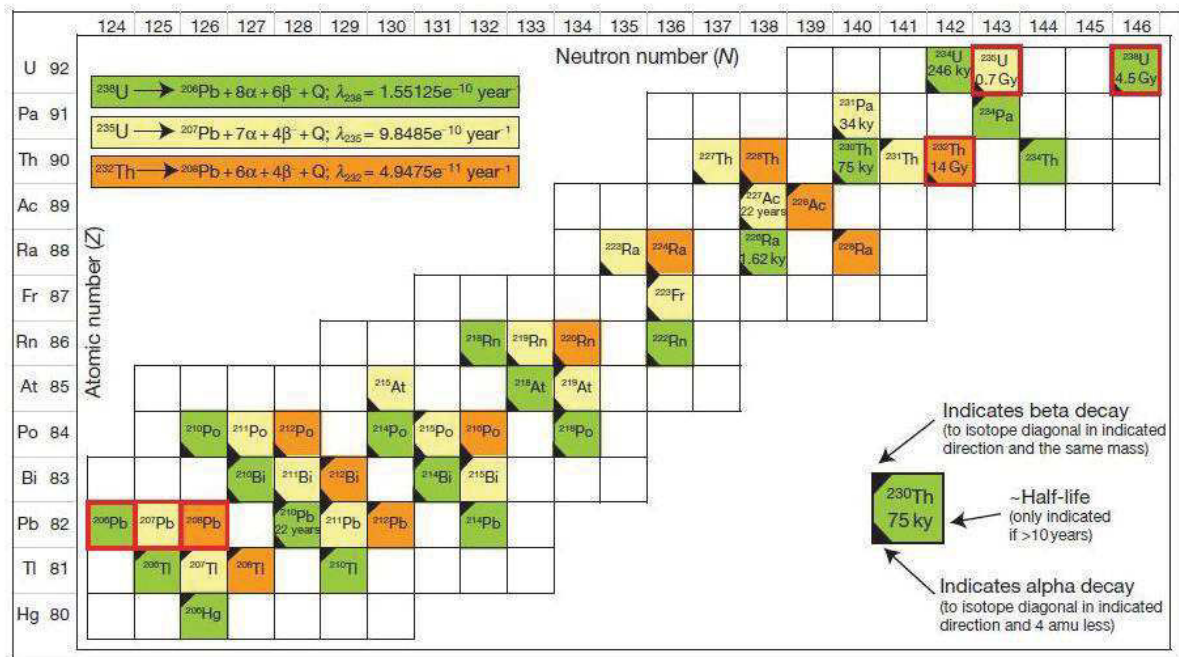 124 125 126 127 128 129 130 131 132 133 134 135 136 137 138 139 140 141 142 143 144 145 146
Neutron number (N)
Atomic number (Z)
U 92
²³⁴U 246 ky
²³⁵U 0.7 Gy
²³⁸U 4.5 Gy
²³⁸U → ²⁰⁶Pb + 8α + 6β⁻ + Q; λ₂₃₈ = 1.55125e⁻¹⁰ year⁻¹
²³⁵U → ²⁰⁷Pb + 7α + 4β⁻ + Q; λ₂₃₅ = 9.8485e⁻¹⁰ year⁻¹
²³²Th → ²⁰⁸Pb + 6α + 4β⁻ + Q; λ₂₃₂ = 4.9475e⁻¹¹ year⁻¹
Pa 91
²³¹Pa 34 ky
²³⁴Pa
Th 90
²²⁷Th
²²⁸Th
²³⁰Th 75 ky
²³¹Th
²³²Th 14 Gy
²³⁴Th
Ac 89
²²⁷Ac 22 years
²²⁸Ac
Ra 88
²²³Ra
²²⁴Ra
²²⁶Ra 1.62 ky
²²⁸Ra
Fr 87
²²³Fr
Rn 86
²¹⁸Rn
²¹⁹Rn
²²⁰Rn
²²²Rn
At 85
²¹⁵At
²¹⁸At
²¹⁹At
Po 84
²¹⁰Po
²¹¹Po
²¹²Po
²¹⁴Po
²¹⁵Po
²¹⁶Po
²¹⁸Po
Bi 83
²¹⁰Bi
²¹¹Bi
²¹²Bi
²¹⁴Bi
²¹⁵Bi
Pb 82
²⁰⁶Pb
²⁰⁷Pb
²⁰⁸Pb
²¹⁰Pb 22 years
²¹¹Pb
²¹²Pb
²¹⁴Pb
Tl 81
²⁰⁶Tl
²⁰⁷Tl
²⁰⁸Tl
²¹⁰Tl
Hg 80
²⁰⁶Hg
Indicates beta decay
(to isotope diagonal in indicated
direction and the same mass)
²³⁰Th
75 ky
~Half-life
(only indicated
if >10 years)
Indicates alpha decay
(to isotope diagonal in indicated
direction and 4 amu less)